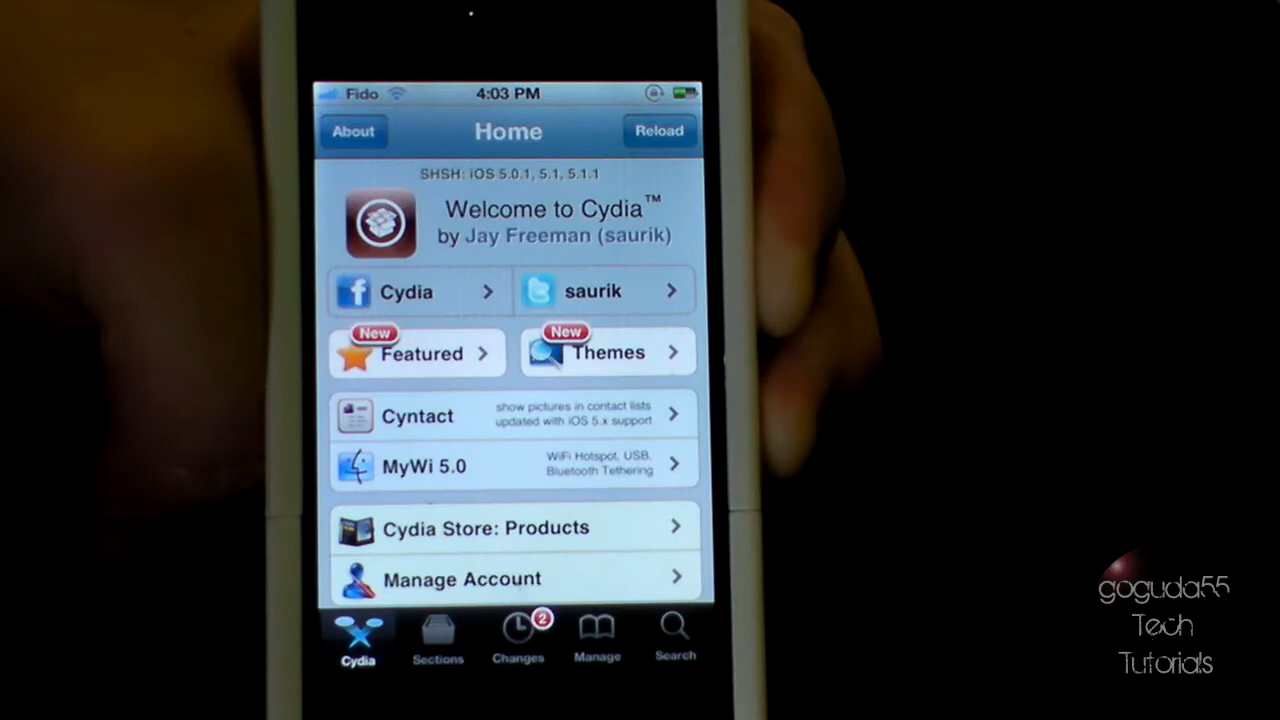 Fido 4:03 PM
About Home Reload
SHSH: iOS 5.0.1, 5.1, 5.1.1
Welcome to Cydia™
by Jay Freeman (saurik)
Cydia saurik
New New
Featured Themes
Cyntact show pictures in contact lists
updated with iOS 5.x support
MyWi 5.0 WiFi Hotspot, USB,
Bluetooth Tethering
Cydia Store: Products
Manage Account
2
Cydia Sections Changes Manage Search
goguda55
Tech
Tutorials